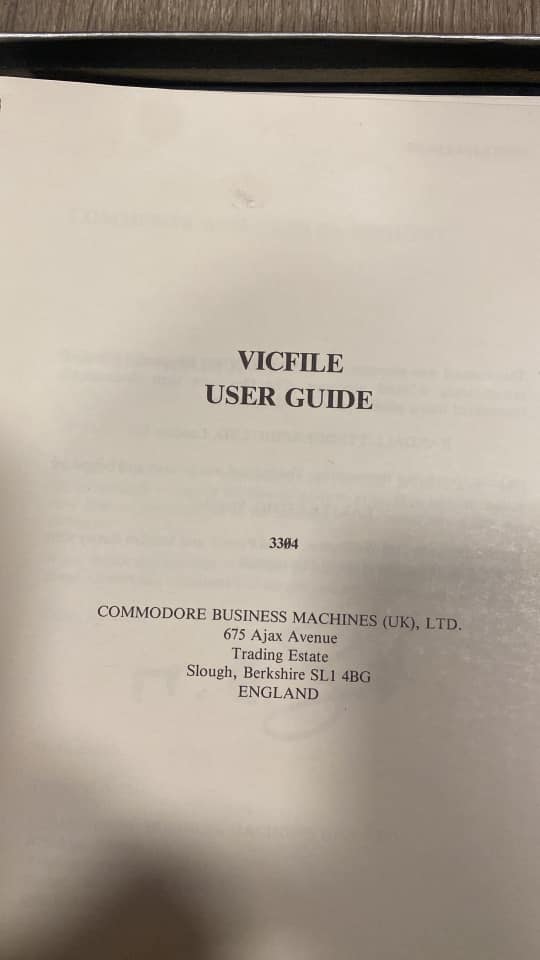 VICFILE
USER GUIDE
3304
COMMODORE BUSINESS MACHINES (UK), LTD.
675 Ajax Avenue
Trading Estate
Slough, Berkshire SL1 4BG
ENGLAND